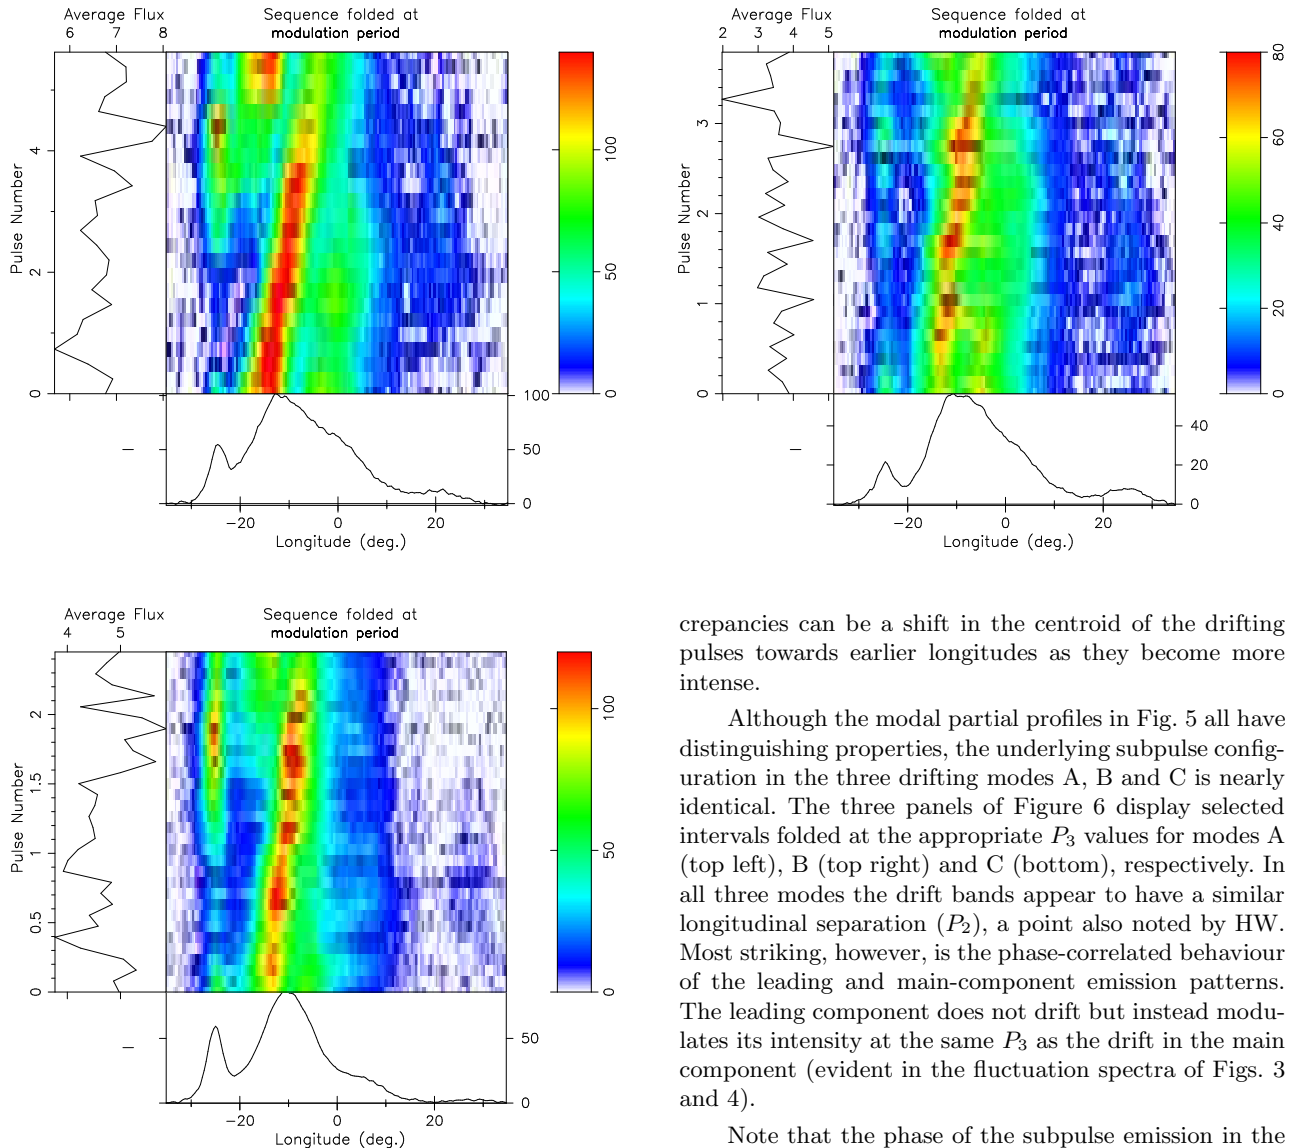 Average Flux
6 7 8
Sequence folded at
modulation period
Pulse Number
0 2 4
0 50 100
I
0 50 100
−20 0 20
Longitude (deg.)
Average Flux
2 3 4 5
Sequence folded at
modulation period
Pulse Number
0 1 2 3
0 20 40 60 80
I
0 20 40
−20 0 20
Longitude (deg.)
Average Flux
4 5
Sequence folded at
modulation period
Pulse Number
0 0.5 1 1.5 2
0 50 100
I
0 50
−20 0 20
Longitude (deg.)
crepancies can be a shift in the centroid of the drifting
pulses towards earlier longitudes as they become more
intense.
Although the modal partial profiles in Fig. 5 all have
distinguishing properties, the underlying subpulse config-
uration in the three drifting modes A, B and C is nearly
identical. The three panels of Figure 6 display selected
intervals folded at the appropriate P3 values for modes A
(top left), B (top right) and C (bottom), respectively. In
all three modes the drift bands appear to have a similar
longitudinal separation (P2), a point also noted by HW.
Most striking, however, is the phase-correlated behaviour
of the leading and main-component emission patterns.
The leading component does not drift but instead modu-
lates its intensity at the same P3 as the drift in the main
component (evident in the fluctuation spectra of Figs. 3
and 4).
Note that the phase of the subpulse emission in the